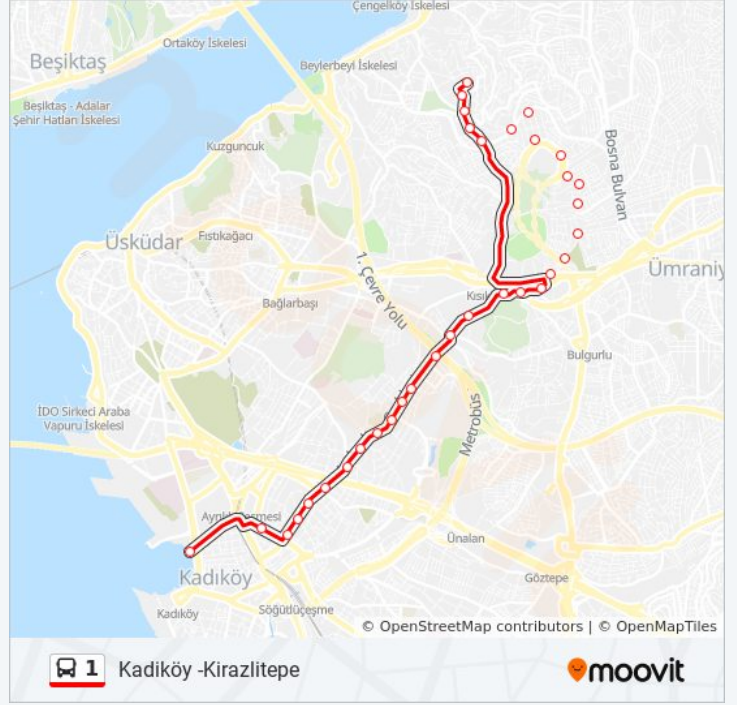 Çengelköy İskelesi
Ortaköy İskelesi
Beşiktaş
Beylerbeyi İskelesi
Beşiktaş - Adalar
Şehir Hatları İskelesi
Kuzguncuk
Bosna Bulvarı
Üsküdar
Fıstıkağacı
1. Çevre Yolu
Ümraniy
Kısıkl
Bağlarbaşı
Bulgurlu
İDO Sirkeci Araba
Vapuru İskelesi
Metrobüs
Ayrılık Çeşmesi
Ünalan
Kadıköy
Göztepe
Kadıköy
Söğütlüçeşme
© OpenStreetMap contributors | © OpenMapTiles
1 Kadiköy -Kirazlitepe
moovit